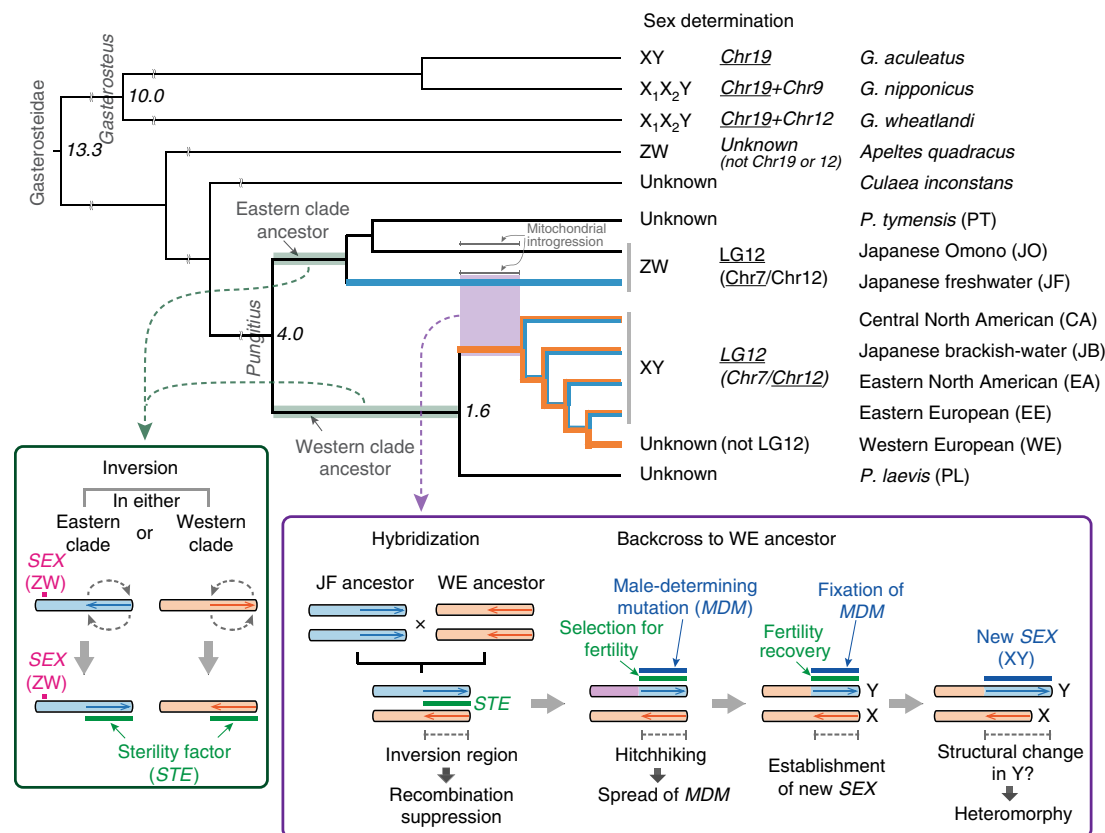 Sex determination
XY Chr19 G. aculeatus
X1X2Y Chr19+Chr9 G. nipponicus
X1X2Y Chr19+Chr12 G. wheatlandi
ZW Unknown (not Chr19 or 12) Apeltes quadracus
Unknown Culaea inconstans
Unknown P. tymensis (PT)
ZW LG12 (Chr7/Chr12)
Japanese Omono (JO)
Japanese freshwater (JF)
XY LG12 (Chr7/Chr12)
Central North American (CA)
Japanese brackish-water (JB)
Eastern North American (EA)
Eastern European (EE)
Unknown (not LG12) Western European (WE)
Unknown P. laevis (PL)
Gasterosteidae
Gasterosteus
Pungitius
10.0
13.3
4.0
1.6
Eastern clade
ancestor
Mitochondrial
introgression
Western clade
ancestor
Inversion
In either
Eastern
clade
or
Western
clade
SEX
(ZW)
SEX
(ZW)
Sterility factor
(STE)
Hybridization
JF ancestor
×
WE ancestor
STE
Inversion region
Recombination
suppression
Backcross to WE ancestor
Male-determining
mutation (MDM)
Selection for
fertility
Hitchhiking
Spread of MDM
Fixation of
MDM
Fertility
recovery
Y
X
Establishment
of new SEX
New SEX
(XY)
Y
X
Structural change
in Y?
Heteromorphy